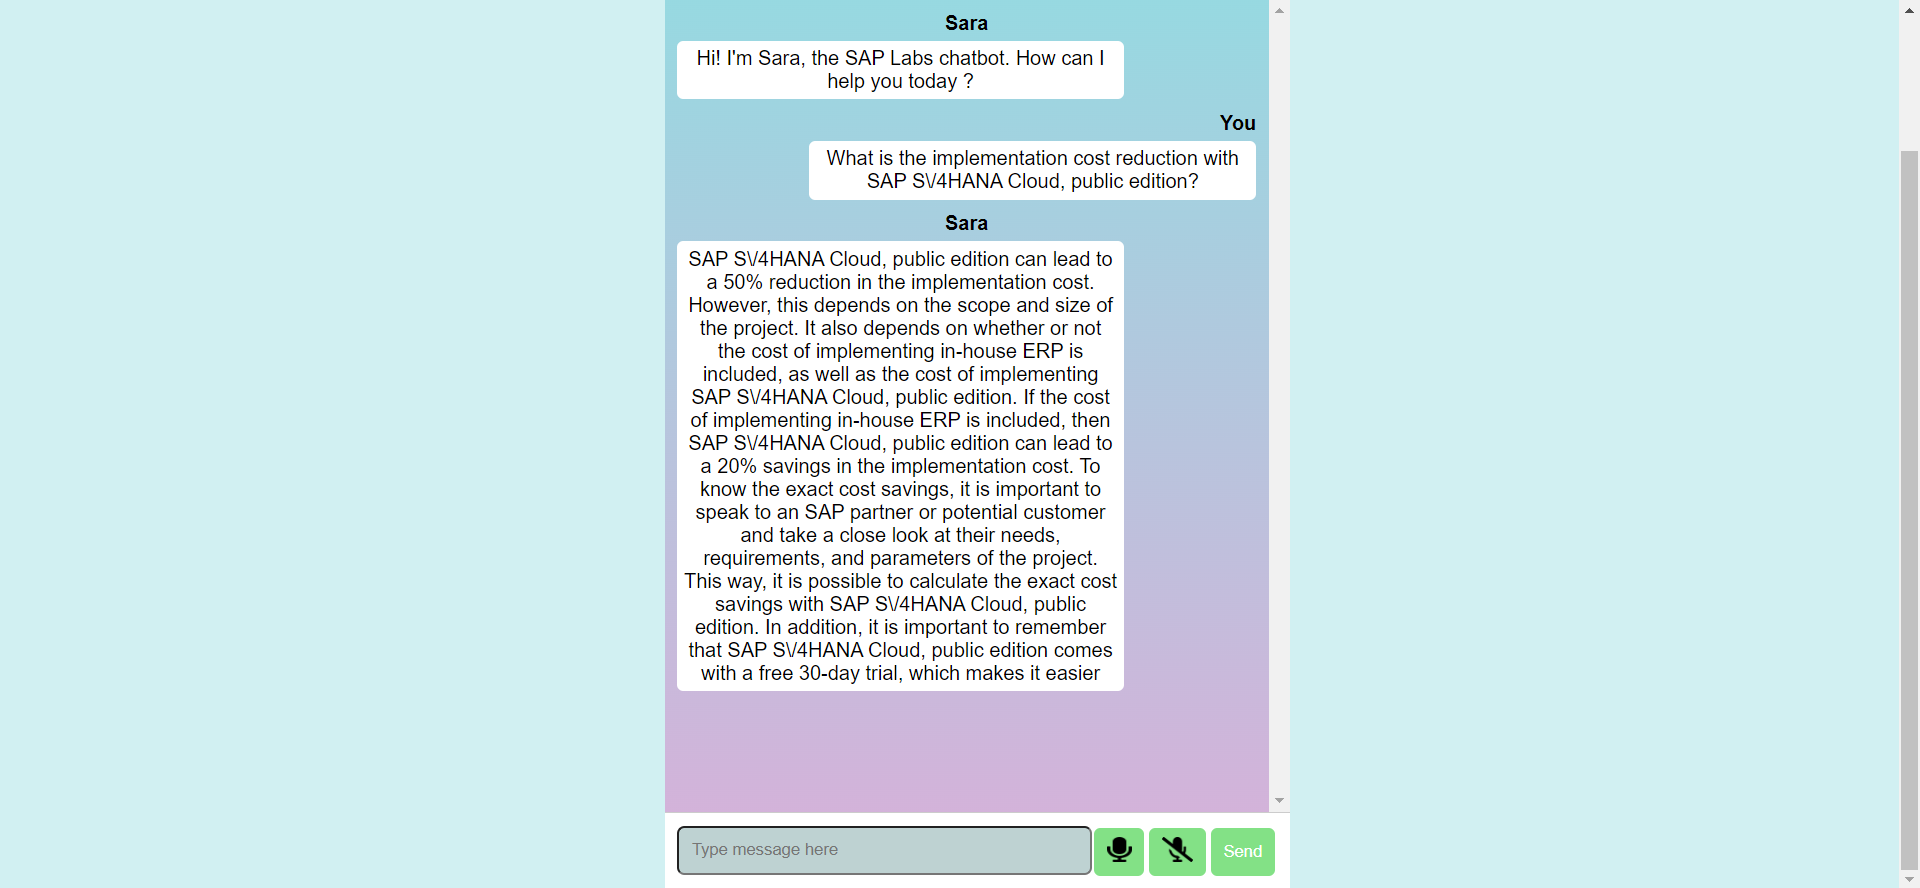 Sara
Hi! I'm Sara, the SAP Labs chatbot. How can I
help you today ?
You
What is the implementation cost reduction with
SAP S\/4HANA Cloud, public edition?
Sara
SAP S\/4HANA Cloud, public edition can lead to
a 50% reduction in the implementation cost.
However, this depends on the scope and size of
the project. It also depends on whether or not
the cost of implementing in-house ERP is
included, as well as the cost of implementing
SAP S\/4HANA Cloud, public edition. If the cost
of implementing in-house ERP is included, then
SAP S\/4HANA Cloud, public edition can lead to
a 20% savings in the implementation cost. To
know the exact cost savings, it is important to
speak to an SAP partner or potential customer
and take a close look at their needs,
requirements, and parameters of the project.
This way, it is possible to calculate the exact cost
savings with SAP S\/4HANA Cloud, public
edition. In addition, it is important to remember
that SAP S\/4HANA Cloud, public edition comes
with a free 30-day trial, which makes it easier
Type message here
Send